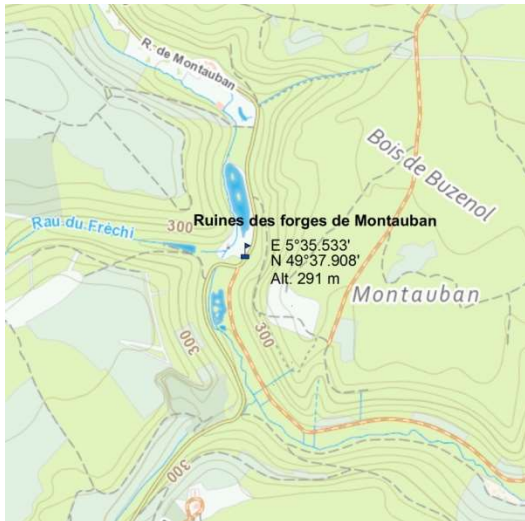 R. de Montauban
Bois de Buzenol
Ruines des forges de Montauban
Rau du Fréchi
300
E 5°35.533'
N 49°37.908'
Alt. 291 m
Montauban
300
300
300